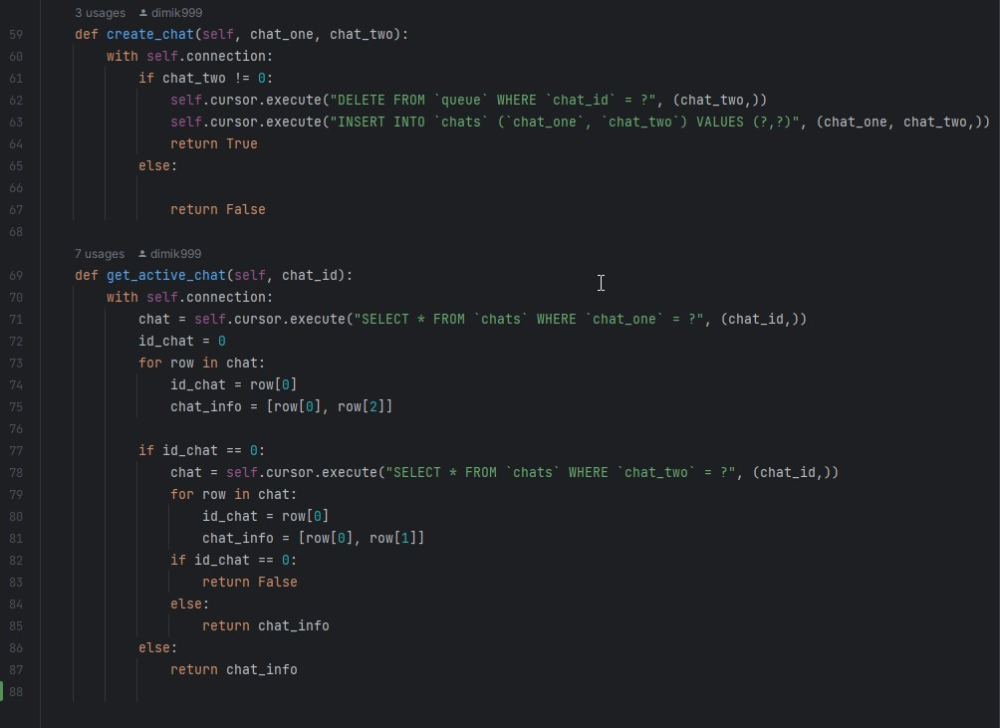 3 usages dimik999
59 def create_chat(self, chat_one, chat_two):
60 with self.connection:
61 if chat_two != 0:
62 self.cursor.execute("DELETE FROM `queue` WHERE `chat_id` = ?", (chat_two,))
63 self.cursor.execute("INSERT INTO `chats` (`chat_one`, `chat_two`) VALUES (?,?)", (chat_one, chat_two,))
64 return True
65 else:
66
67 return False
68
7 usages dimik999
69 def get_active_chat(self, chat_id):
70 with self.connection:
71 chat = self.cursor.execute("SELECT * FROM `chats` WHERE `chat_one` = ?", (chat_id,))
72 id_chat = 0
73 for row in chat:
74 id_chat = row[0]
75 chat_info = [row[0], row[2]]
76
77 if id_chat == 0:
78 chat = self.cursor.execute("SELECT * FROM `chats` WHERE `chat_two` = ?", (chat_id,))
79 for row in chat:
80 id_chat = row[0]
81 chat_info = [row[0], row[1]]
82 if id_chat == 0:
83 return False
84 else:
85 return chat_info
86 else:
87 return chat_info
88